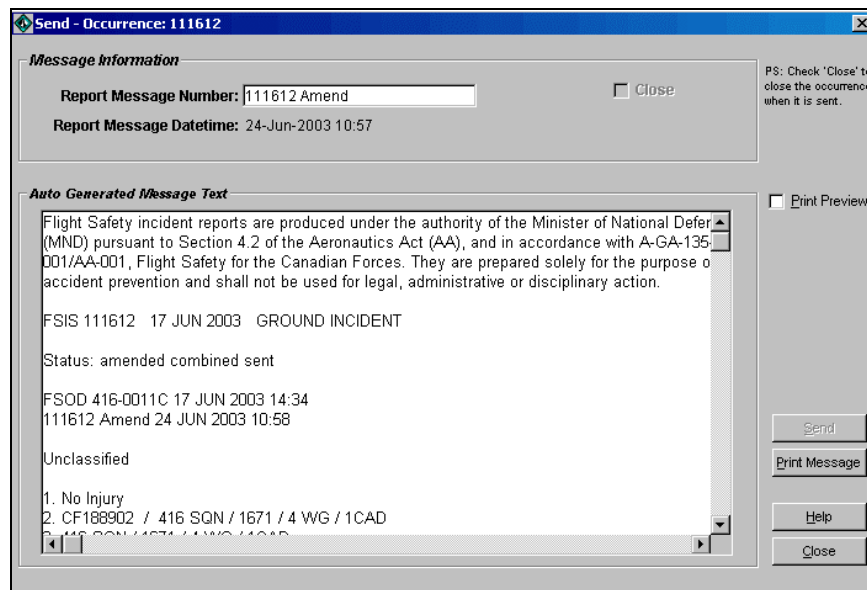 Send - Occurrence: 111612
Message Information
Report Message Number: 111612 Amend
Close
Report Message Datetime: 24-Jun-2003 10:57
PS: Check 'Close' to
close the occurrence
when it is sent.
Auto Generated Message Text
Print Preview
Flight Safety incident reports are produced under the authority of the Minister of National Defen
(MND) pursuant to Section 4.2 of the Aeronautics Act (AA), and in accordance with A-GA-135-
001/AA-001, Flight Safety for the Canadian Forces. They are prepared solely for the purpose o
accident prevention and shall not be used for legal, administrative or disciplinary action.
FSIS 111612 17 JUN 2003 GROUND INCIDENT
Status: amended combined sent
FSOD 416-0011C 17 JUN 2003 14:34
111612 Amend 24 JUN 2003 10:58
Unclassified
1. No Injury
2. CF188902 / 416 SQN / 1671 / 4 WG / 1CAD
Send
Print Message
Help
Close